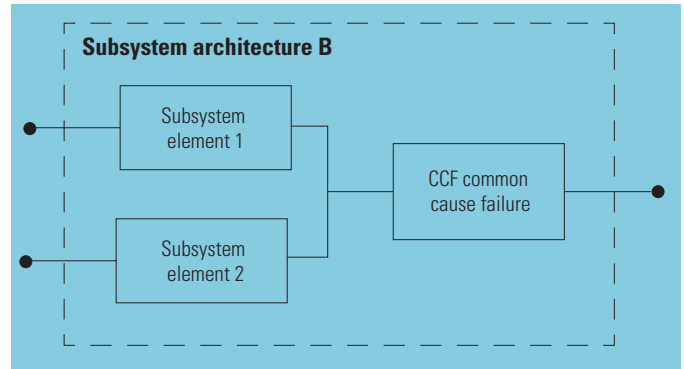 Subsystem architecture B
Subsystem
element 1
Subsystem
element 2
CCF common
cause failure